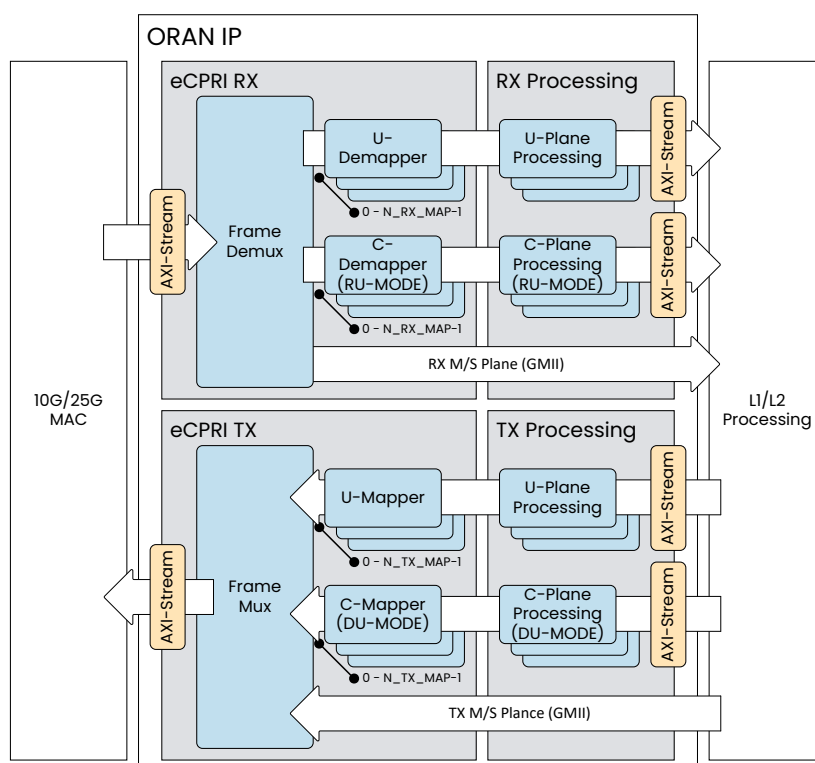 ORAN IP
eCPRI RX
RX Processing
U-
Demapper
U-Plane
Processing
AXI-Stream
0 - N_RX_MAP-1
AXI-Stream
Frame
Demux
C-
Demapper
(RU-MODE)
C-Plane
Processing
(RU-MODE)
AXI-Stream
0 - N_RX_MAP-1
RX M/S Plane (GMII)
10G/25G
MAC
L1/L2
Processing
eCPRI TX
TX Processing
U-Mapper
U-Plane
Processing
AXI-Stream
0 - N_TX_MAP-1
AXI-Stream
Frame
Mux
C-Mapper
(DU-MODE)
C-Plane
Processing
(DU-MODE)
AXI-Stream
0 - N_TX_MAP-1
TX M/S Plance (GMII)